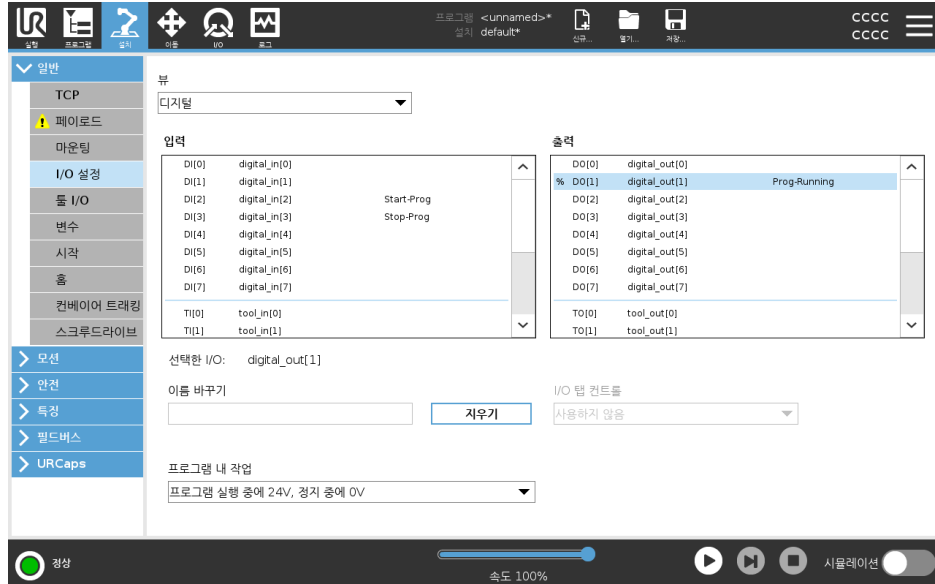 프로그램 <unnamed>*
설치 default*
실행 프로그램 설치 이동 I/O 로그
신규... 열기... 저장...
cccc
cccc
일반
TCP
페이로드
마운팅
I/O 설정
툴 I/O
변수
시작
홈
컨베이어 트래킹
스크루드라이브
모션
안전
특징
필드버스
URCaps
뷰
디지털
입력
DI[0] digital_in[0]
DI[1] digital_in[1]
DI[2] digital_in[2] Start-Prog
DI[3] digital_in[3] Stop-Prog
DI[4] digital_in[4]
DI[5] digital_in[5]
DI[6] digital_in[6]
DI[7] digital_in[7]
TI[0] tool_in[0]
TI[1] tool_in[1]
출력
DO[0] digital_out[0]
% DO[1] digital_out[1] Prog-Running
DO[2] digital_out[2]
DO[3] digital_out[3]
DO[4] digital_out[4]
DO[5] digital_out[5]
DO[6] digital_out[6]
DO[7] digital_out[7]
TO[0] tool_out[0]
TO[1] tool_out[1]
선택한 I/O: digital_out[1]
이름 바꾸기
지우기
I/O 탭 컨트롤
사용하지 않음
프로그램 내 작업
프로그램 실행 중에 24V, 정지 중에 0V
정상
속도 100%
시뮬레이션